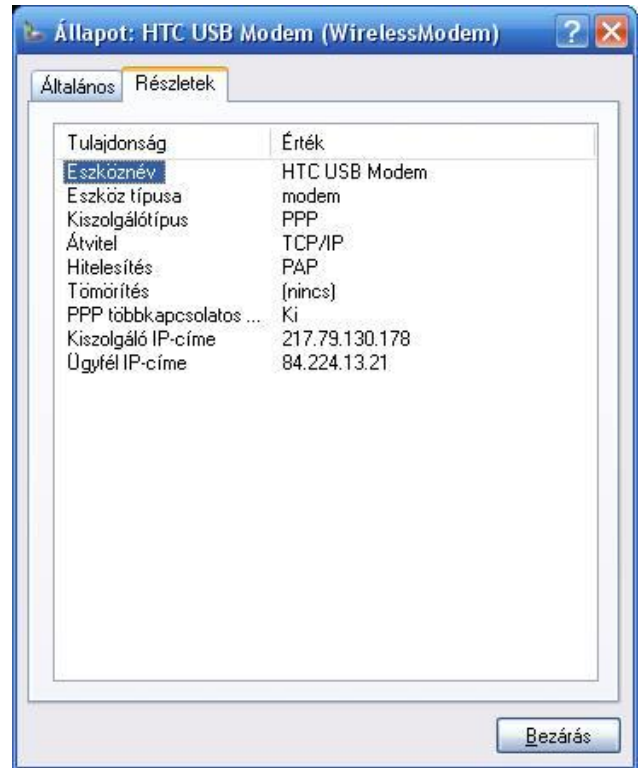 Állapot: HTC USB Modem (WirelessModem)
Általános Részletek
Tulajdonság Érték
Eszköznév HTC USB Modem
Eszköz típusa modem
Kiszolgálótípus PPP
Átvitel TCP/IP
Hitelesítés PAP
Tömörítés (nincs)
PPP többkapcsolatos ... Ki
Kiszolgáló IP-címe 217.79.130.178
Ügyfél IP-címe 84.224.13.21
Bezárás